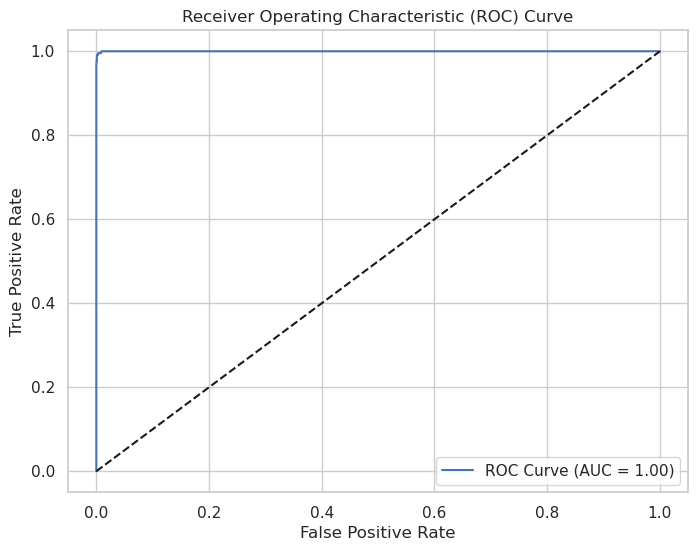 Receiver Operating Characteristic (ROC) Curve
1.0
0.8
0.6
0.4
0.2
0.0
True Positive Rate
ROC Curve (AUC = 1.00)
0.0 0.2 0.4 0.6 0.8 1.0
False Positive Rate